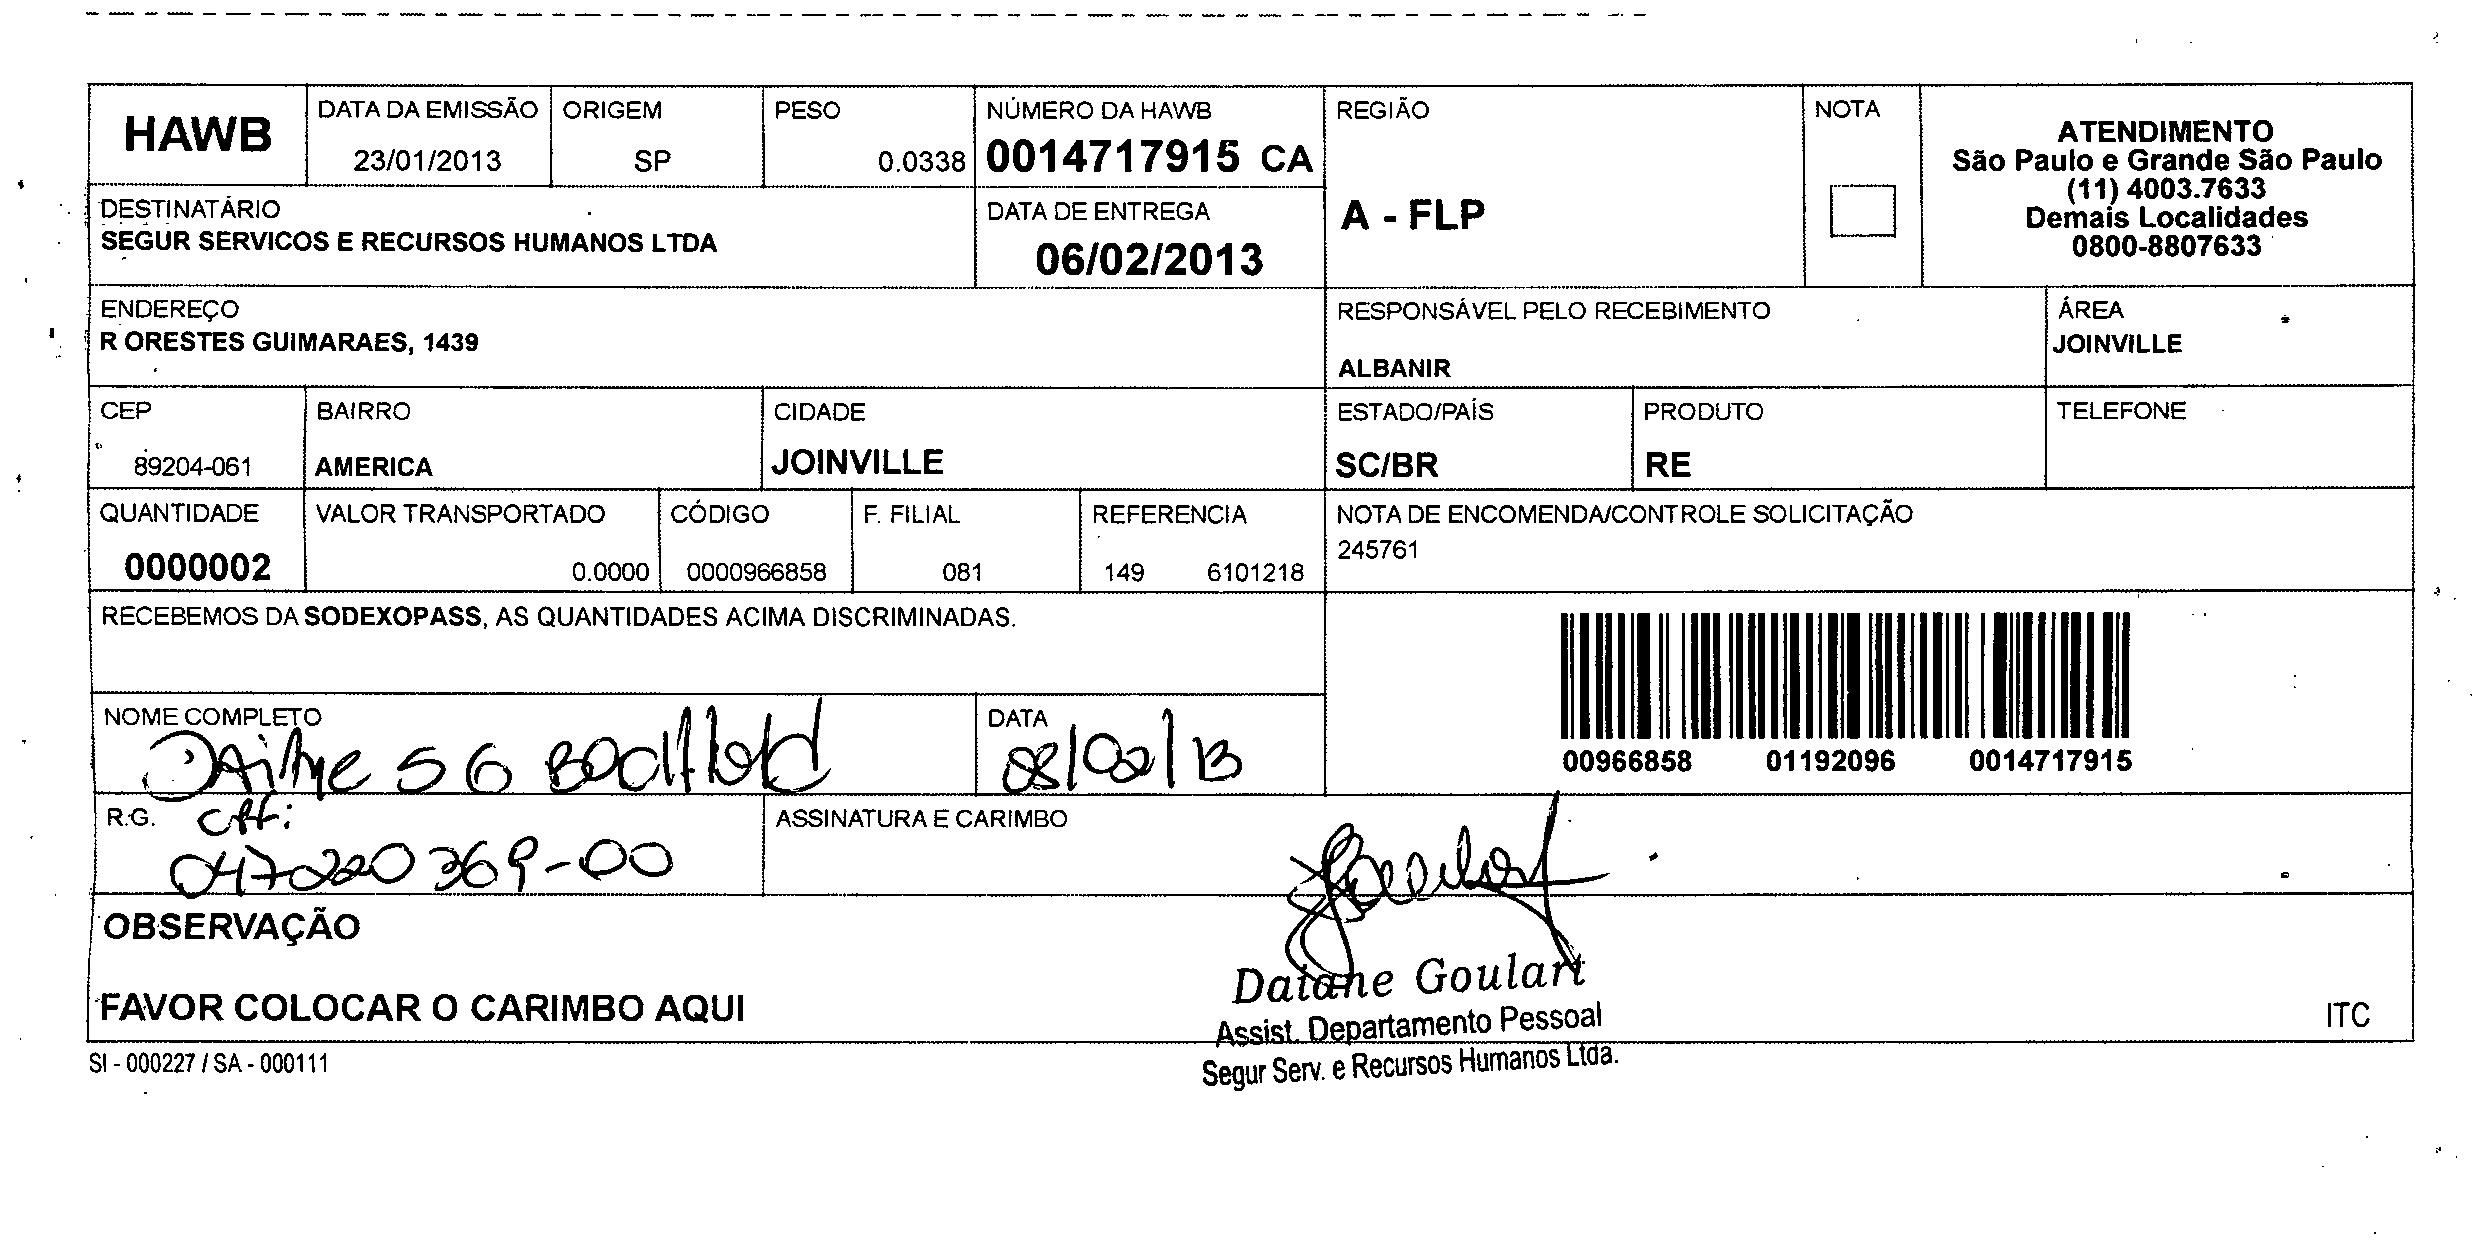 HAWB
DATA DA EMISSÃO
23/01/2013
ORIGEM
SP
PESO
0.0338
NÚMERO DA HAWB
0014717915 CA
REGIÃO
A - FLP
NOTA
ATENDIMENTO
São Paulo e Grande São Paulo
(11) 4003.7633
Demais Localidades
0800-8807633
DESTINATÁRIO
SEGUR SERVICOS E RECURSOS HUMANOS LTDA
DATA DE ENTREGA
06/02/2013
ENDEREÇO
R ORESTES GUIMARAES, 1439
RESPONSÁVEL PELO RECEBIMENTO
ALBANIR
ÁREA
JOINVILLE
CEP
89204-061
BAIRRO
AMERICA
CIDADE
JOINVILLE
ESTADO/PAÍS
SC/BR
PRODUTO
RE
TELEFONE
QUANTIDADE
0000002
VALOR TRANSPORTADO
0.0000
CÓDIGO
0000966858
F. FILIAL
081
REFERENCIA
149 6101218
NOTA DE ENCOMENDA/CONTROLE SOLICITAÇÃO
245761
RECEBEMOS DA SODEXOPASS, AS QUANTIDADES ACIMA DISCRIMINADAS.
00966858 01192096 0014717915
NOME COMPLETO
DATA
08/02/13
R.G.
CPF:
047220369-00
ASSINATURA E CARIMBO
OBSERVAÇÃO
FAVOR COLOCAR O CARIMBO AQUI
Daiane Goulart
Assist. Departamento Pessoal
Segur Serv. e Recursos Humanos Ltda.
ITC
SI - 000227 / SA - 000111